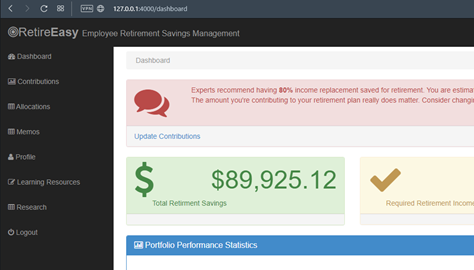 VPN 127.0.0.1:4000/dashboard
RetireEasy Employee Retirement Savings Management
Dashboard
Contributions
Allocations
Memos
Profile
Learning Resources
Research
Logout
Dashboard
Experts recommend having 80% income replacement saved for retirement. You are estima
The amount you're contributing to your retirement plan really does matter. Consider changin
Update Contributions
$ $89,925.12
Total Retirment Savings
Required Retirement Income
Portfolio Performance Statistics